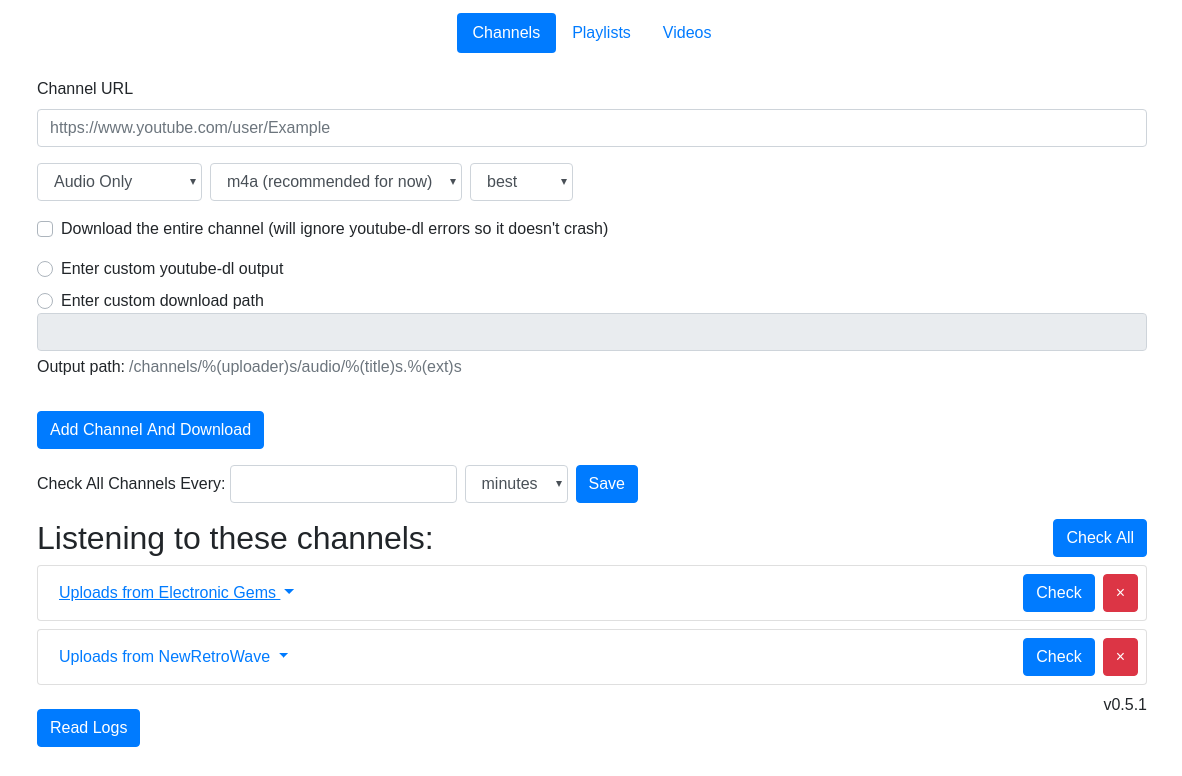 Channels Playlists Videos
Channel URL
https://www.youtube.com/user/Example
Audio Only m4a (recommended for now) best
Download the entire channel (will ignore youtube-dl errors so it doesn't crash)
Enter custom youtube-dl output
Enter custom download path
Output path: /channels/%(uploader)s/audio/%(title)s.%(ext)s
Add Channel And Download
Check All Channels Every: minutes Save
Listening to these channels: Check All
Uploads from Electronic Gems Check ×
Uploads from NewRetroWave Check ×
v0.5.1
Read Logs